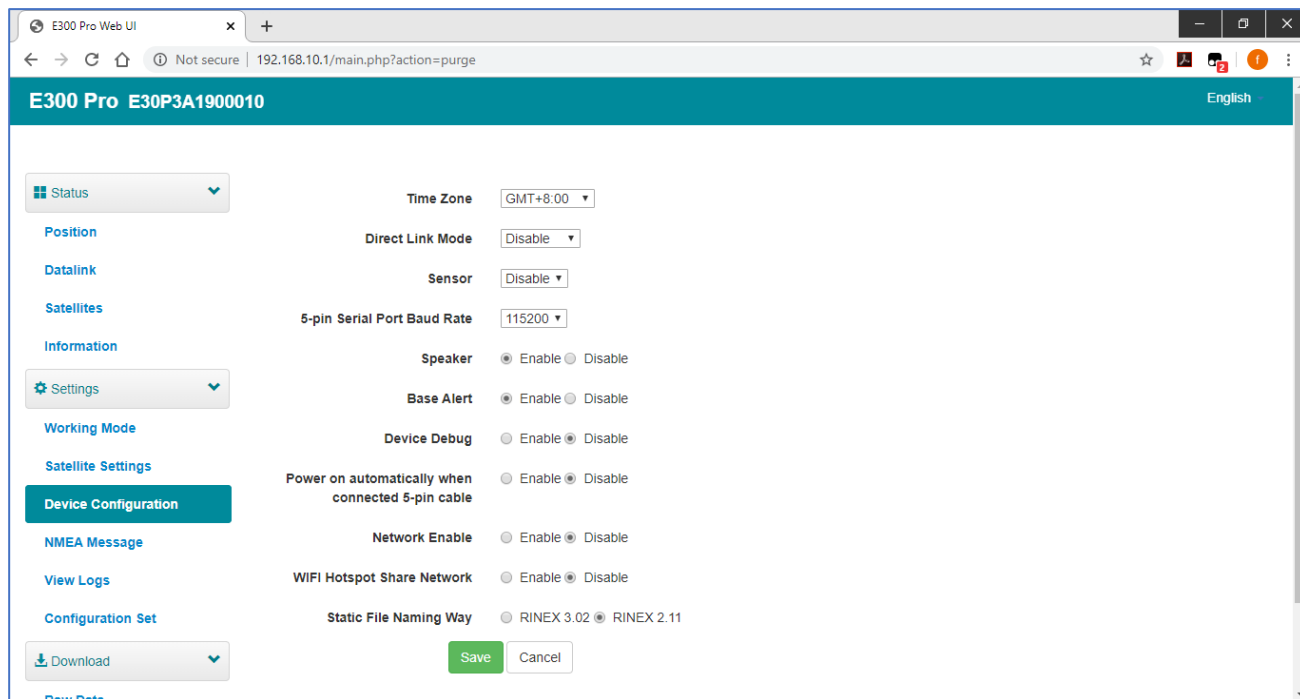 E300 Pro Web UI
Not secure | 192.168.10.1/main.php?action=purge
2
f
E300 Pro E30P3A1900010
English
Status
Position
Datalink
Satellites
Information
Settings
Working Mode
Satellite Settings
Device Configuration
NMEA Message
View Logs
Configuration Set
Download
Raw Data
Time Zone GMT+8:00
Direct Link Mode Disable
Sensor Disable
5-pin Serial Port Baud Rate 115200
Speaker Enable Disable
Base Alert Enable Disable
Device Debug Enable Disable
Power on automatically when Enable Disable
connected 5-pin cable
Network Enable Enable Disable
WIFI Hotspot Share Network Enable Disable
Static File Naming Way RINEX 3.02 RINEX 2.11
Save Cancel